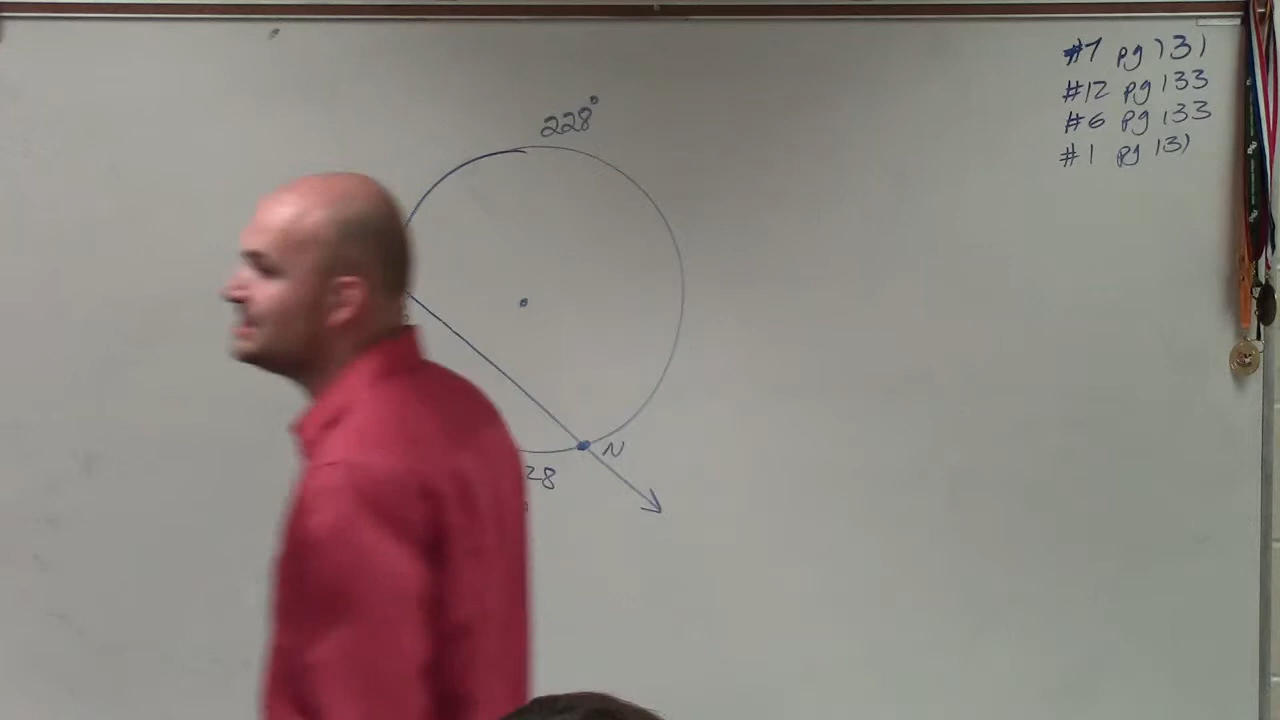 #7 pg 131
#12 pg 133
#6 pg 133
#1 pg 131
228°
N
28